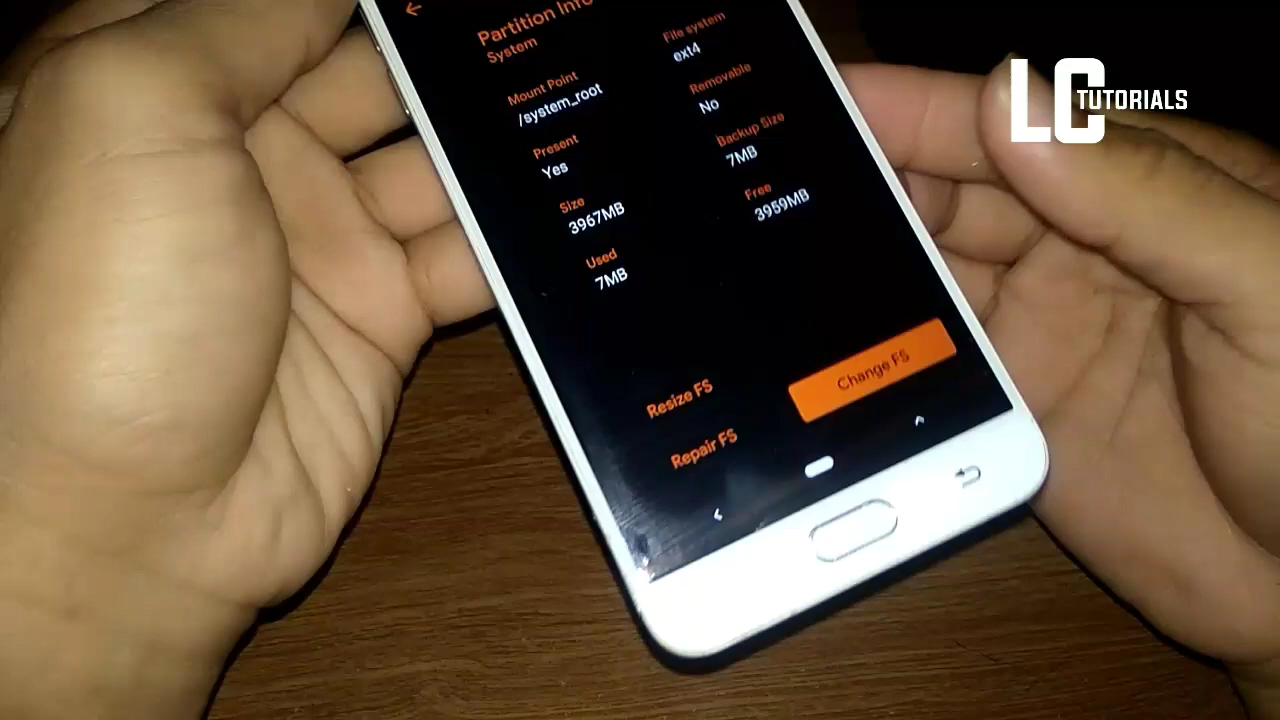 Partition Info
System
Mount Point
/system_root
File system
ext4
Present
Yes
Removable
No
Size
3967MB
Backup Size
7MB
Used
7MB
Free
3959MB
Resize FS
Change FS
Repair FS
LC TUTORIALS